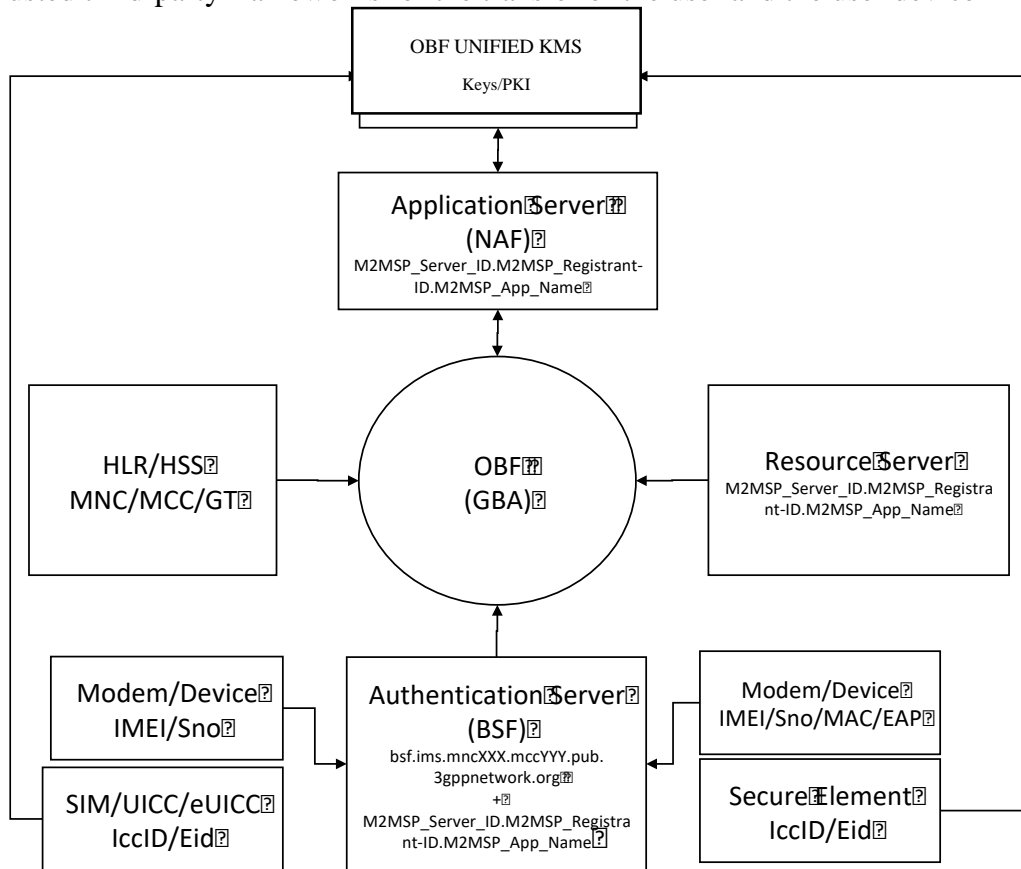 OBF UNIFIED KMS
Keys/PKI
Application Server
(NAF)
M2MSP_Server_ID.M2MSP_Registrant-
ID.M2MSP_App_Name
HLR/HSS
MNC/MCC/GT
OBF
(GBA)
Resource Server
M2MSP_Server_ID.M2MSP_Registra
nt-ID.M2MSP_App_Name
Modem/Device
IMEI/Sno
SIM/UICC/eUICC
IccID/Eid
Authentication Server
(BSF)
bsf.ims.mncXXX.mccYYY.pub.
3gppnetwork.org
+
M2MSP_Server_ID.M2MSP_Registra
nt-ID.M2MSP_App_Name
Modem/Device
IMEI/Sno/MAC/EAP
Secure Element
IccID/Eid